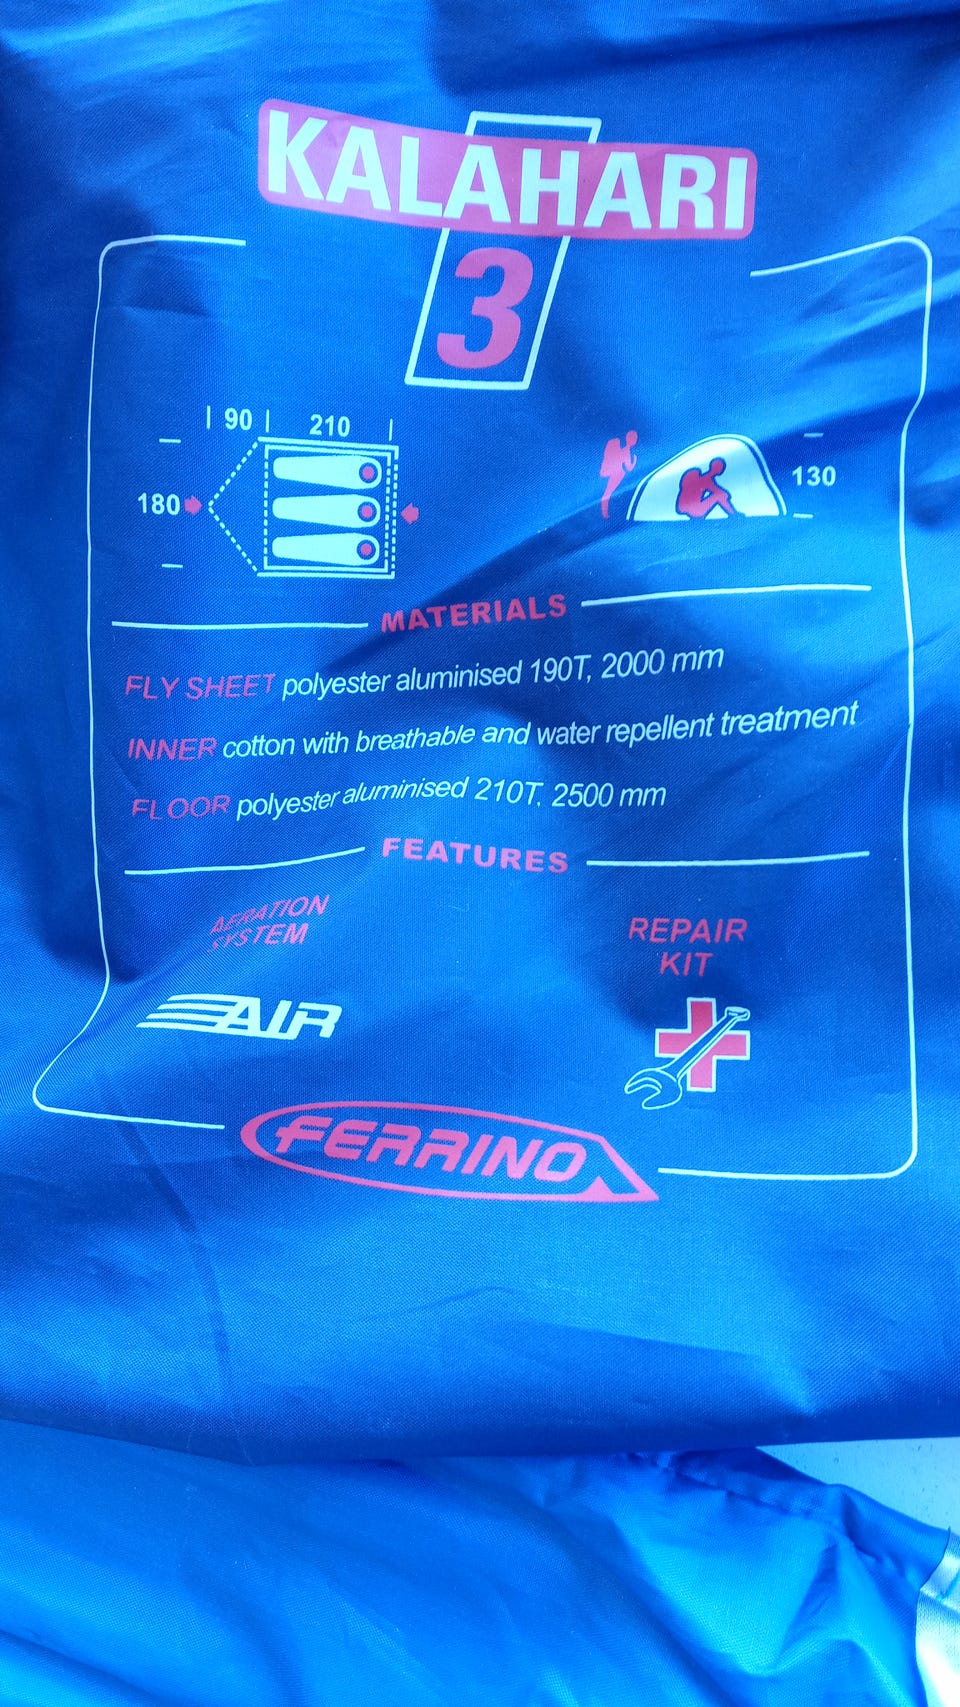 KALAHARI
3
90 210
180
130
MATERIALS
FLY SHEET polyester aluminised 190T, 2000 mm
INNER cotton with breathable and water repellent treatment
FLOOR polyester aluminised 210T. 2500 mm
FEATURES
AERATION
SYSTEM
REPAIR
KIT
AIR
FERRINO